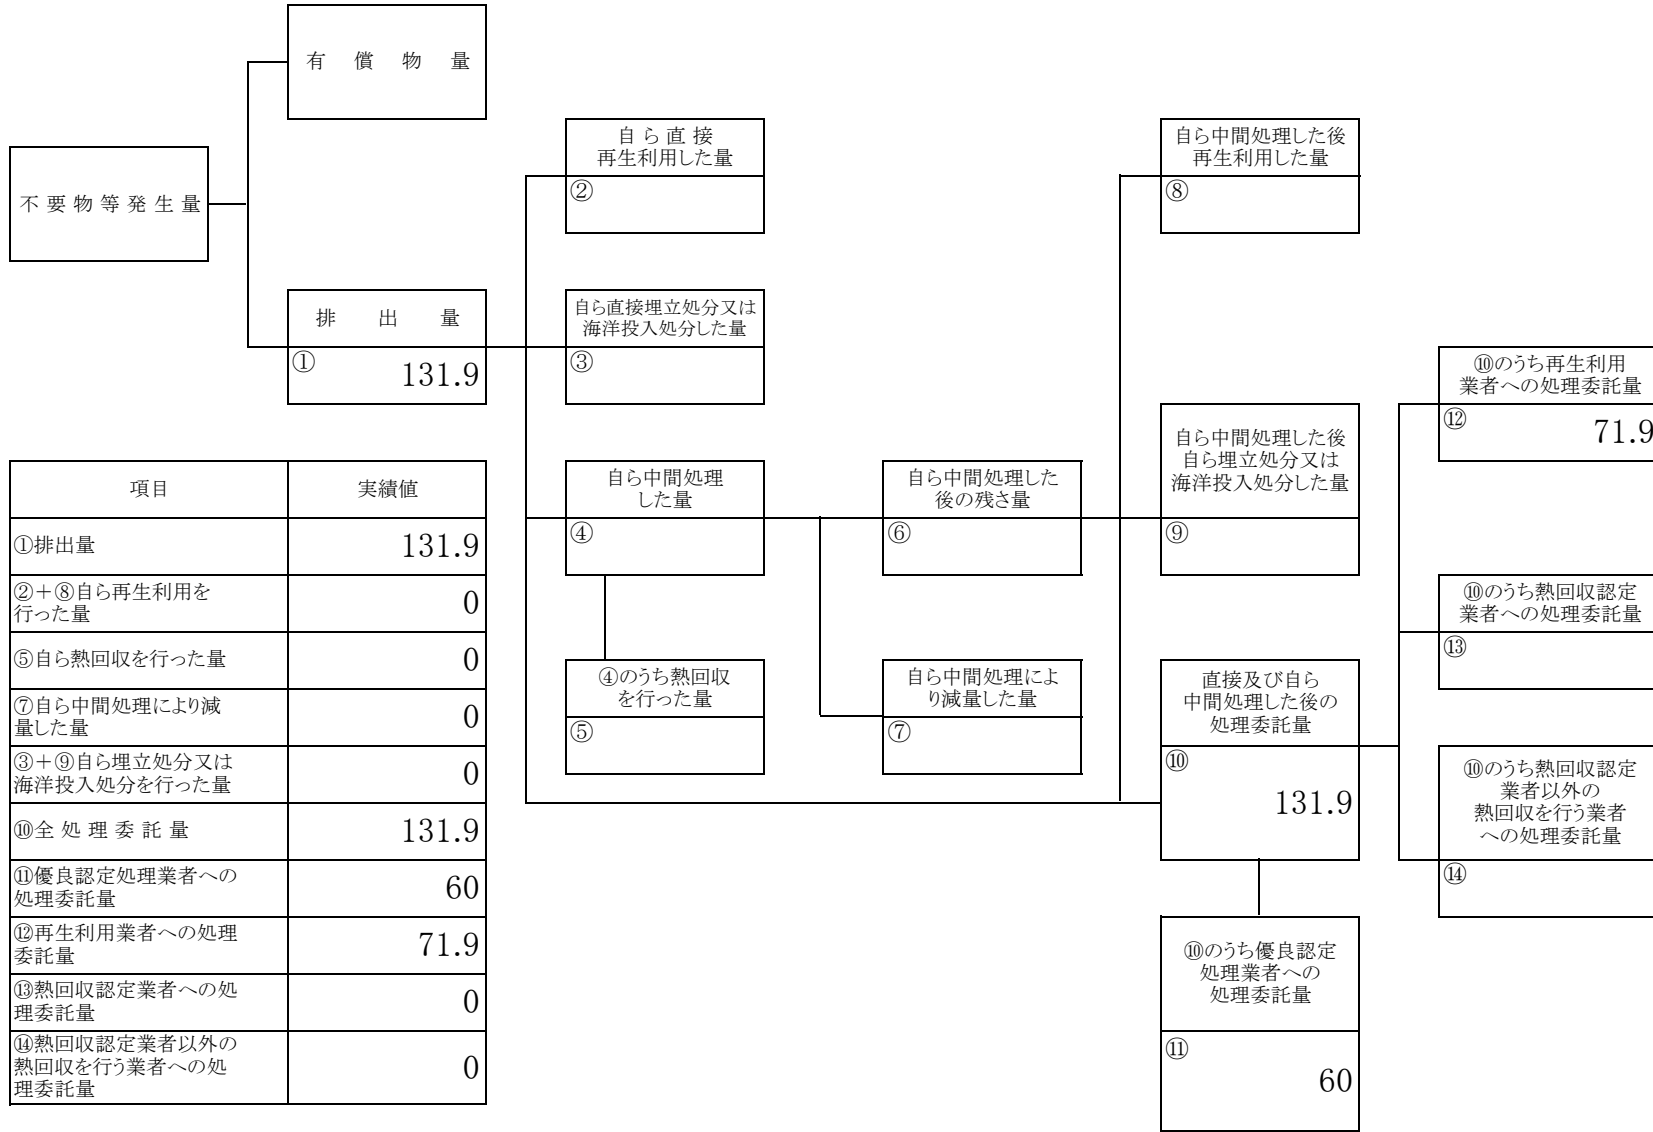 有償物量
不要物等発生量
排出量
①
131.9
自ら直接
再生利用した量
②
自ら直接埋立処分又は
海洋投入処分した量
③
自ら中間処理
した量
④
④のうち熱回収
を行った量
⑤
自ら中間処理した
後の残さ量
⑥
自ら中間処理によ
り減量した量
⑦
自ら中間処理した後
再生利用した量
⑧
自ら中間処理した後
自ら埋立処分又は
海洋投入処分した量
⑨
直接及び自ら
中間処理した後の
処理委託量
⑩
131.9
⑩のうち優良認定
処理業者への
処理委託量
⑪
60
⑩のうち再生利用
業者への処理委託量
⑫
71.9
⑩のうち熱回収認定
業者への処理委託量
⑬
⑩のうち熱回収認定
業者以外の
熱回収を行う業者
への処理委託量
⑭
項目 実績値
①排出量 131.9
②+⑧自ら再生利用を
行った量 0
⑤自ら熱回収を行った量 0
⑦自ら中間処理により減
量した量 0
③+⑨自ら埋立処分又は
海洋投入処分を行った量 0
⑩全処理委託量 131.9
⑪優良認定処理業者への
処理委託量 60
⑫再生利用業者への処理
委託量 71.9
⑬熱回収認定業者への処
理委託量 0
⑭熱回収認定業者以外の
熱回収を行う業者への処
理委託量 0